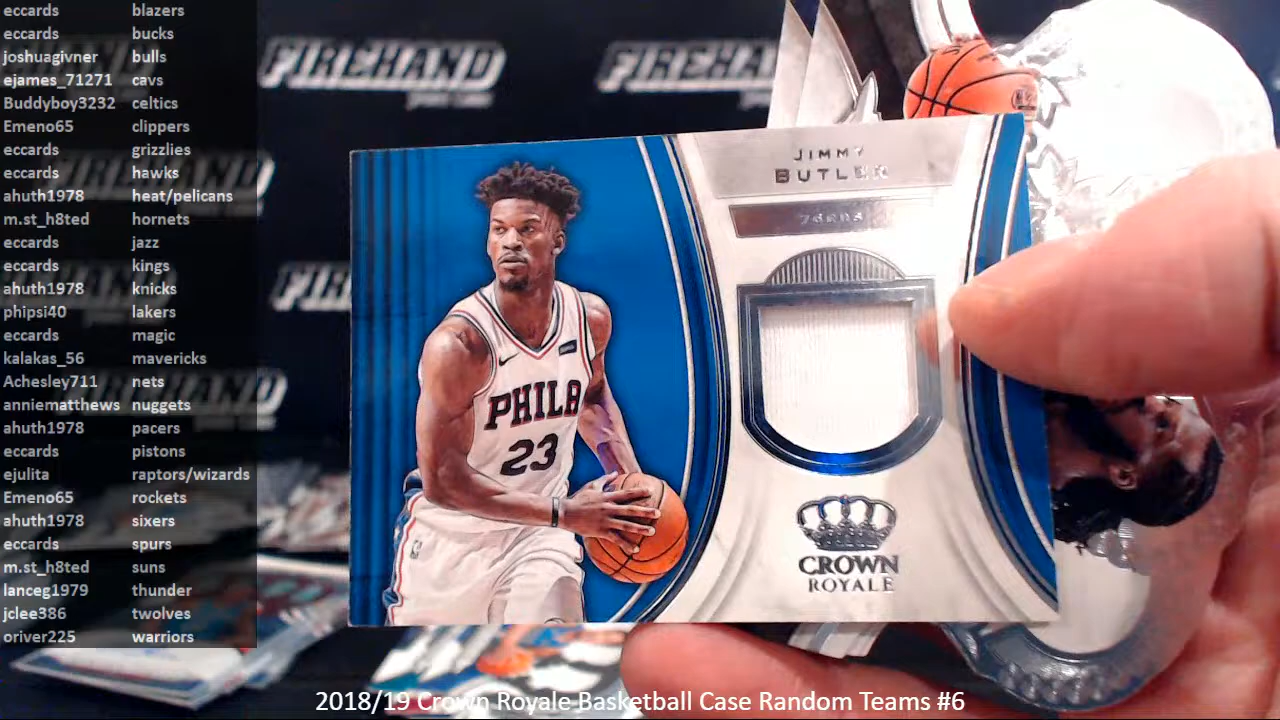 eccards blazers
eccards bucks
joshuagivner bulls
ejames_71271 cavs
Buddyboy3232 celtics
Emeno65 clippers
eccards grizzlies
eccards hawks
ahuth1978 heat/pelicans
m.st_h8ted hornets
eccards jazz
eccards kings
ahuth1978 knicks
phipsi40 lakers
eccards magic
kalakas_56 mavericks
Achesley711 nets
anniematthews nuggets
ahuth1978 pacers
eccards pistons
ejulita raptors/wizards
Emeno65 rockets
ahuth1978 sixers
eccards spurs
m.st_h8ted suns
lanceg1979 thunder
jclee386 twolves
oriver225 warriors
FIREHAND
FIREHAND
JIMMY
BUTLER
76ERS
PHILA
23
CROWN
ROYALE
2018/19 Crown Royale Basketball Case Random Teams #6